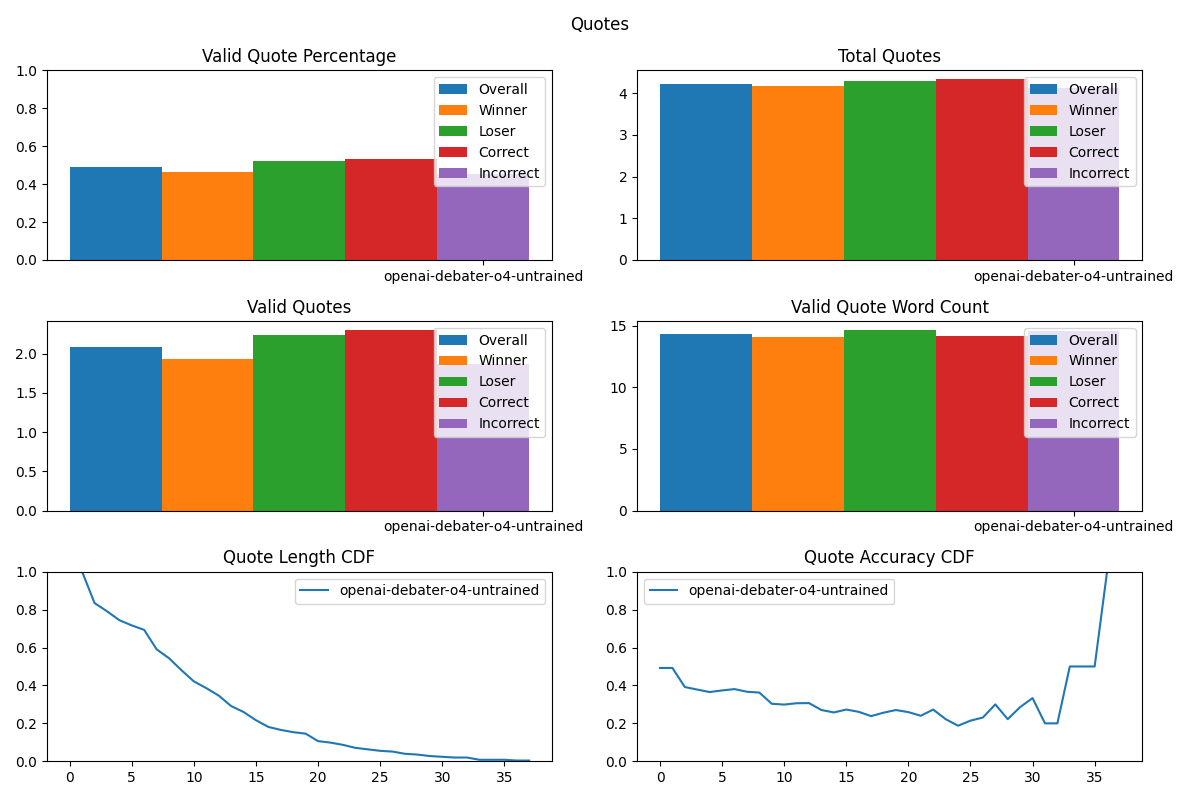 Quotes
Valid Quote Percentage
1.0
0.8
0.6
0.4
0.2
0.0
Overall
Winner
Loser
Correct
Incorrect
openai-debater-o4-untrained
Total Quotes
4
3
2
1
0
Overall
Winner
Loser
Correct
Incorrect
openai-debater-o4-untrained
Valid Quotes
2.0
1.5
1.0
0.5
0.0
Overall
Winner
Loser
Correct
Incorrect
openai-debater-o4-untrained
Valid Quote Word Count
15
10
5
0
Overall
Winner
Loser
Correct
Incorrect
openai-debater-o4-untrained
Quote Length CDF
1.0
0.8
0.6
0.4
0.2
0.0
openai-debater-o4-untrained
0 5 10 15 20 25 30 35
Quote Accuracy CDF
1.0
0.8
0.6
0.4
0.2
0.0
openai-debater-o4-untrained
0 5 10 15 20 25 30 35